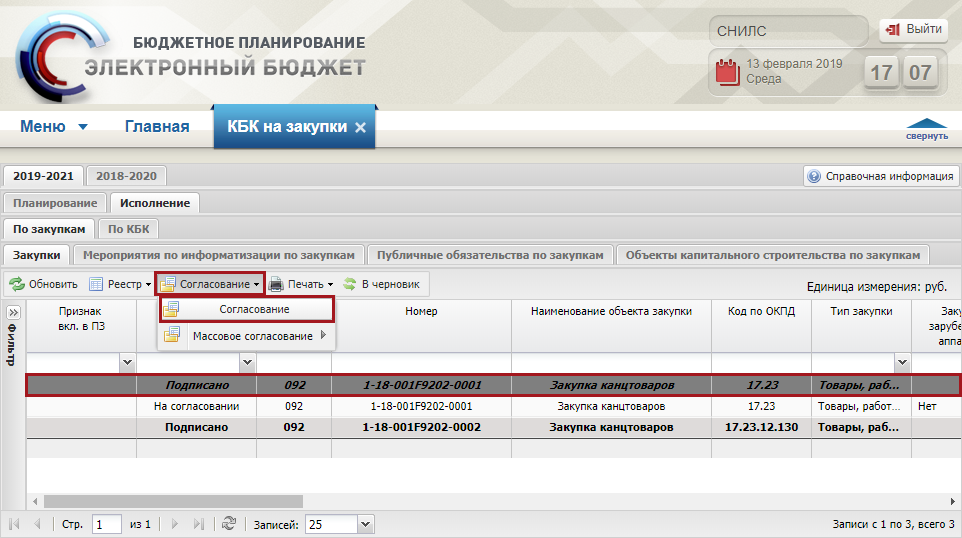 БЮДЖЕТНОЕ ПЛАНИРОВАНИЕ
ЭЛЕКТРОННЫЙ БЮДЖЕТ
СНИЛС
Выйти
13 февраля 2019
Среда
17 07
Меню Главная КБК на закупки
свернуть
2019-2021 2018-2020 Справочная информация
Планирование Исполнение
По закупкам По КБК
Закупки Мероприятия по информатизации по закупкам Публичные обязательства по закупкам Объекты капитального строительства по закупкам
Обновить Реестр Согласование Печать В черновик Единица измерения: руб.
Согласование
Массовое согласование
Фильтр
Признак вкл. в ПЗ Номер Наименование объекта закупки Код по ОКПД Тип закупки Заку
заруб
аппа
Подписано 092 1-18-001F9202-0001 Закупка канцтоваров 17.23 Товары, раб...
На согласовании 092 1-18-001F9202-0001 Закупка канцтоваров 17.23 Товары, работ... Нет
Подписано 092 1-18-001F9202-0002 Закупка канцтоваров 17.23.12.130 Товары, раб...
Стр. 1 из 1 Записей: 25 Записи с 1 по 3, всего 3